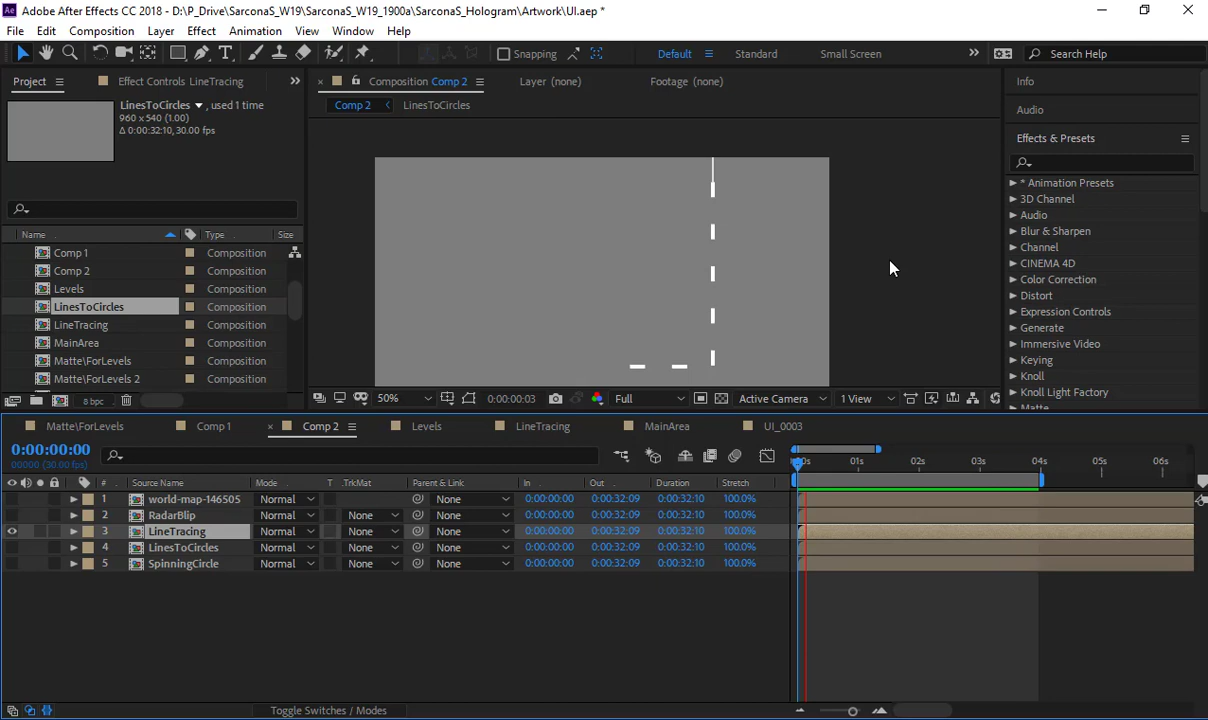 Adobe After Effects CC 2018 - D:\P_Drive\SarconaS_W19\SarconaS_W19_1900a\SarconaS_Hologram\Artwork\UI.aep *
File Edit Composition Layer Effect Animation View Window Help
Snapping Default Standard Small Screen Search Help
Project Effect Controls LineTracing Composition Comp 2 Layer (none) Footage (none) Info
LinesToCircles, used 1 time
960 x 540 (1.00)
Δ 0:00:32:10, 30.00 fps
Comp 2 LinesToCircles
Audio
Effects & Presets
Name Type Size
Comp 1 Composition
Comp 2 Composition
Levels Composition
LinesToCircles Composition
LineTracing Composition
MainArea Composition
Matte\ForLevels Composition
Matte\ForLevels 2 Composition
8 bpc
* Animation Presets
3D Channel
Audio
Blur & Sharpen
Channel
CINEMA 4D
Color Correction
Distort
Expression Controls
Generate
Immersive Video
Keying
Knoll
Knoll Light Factory
Matte
50% 0:00:00:03 Full Active Camera 1 View
Matte\ForLevels Comp 1 Comp 2 Levels LineTracing MainArea UI_0003
0:00:00:00
00000 (30.00 fps)
01s 02s 03s 04s 05s 06s
# Source Name Mode T .TrkMat Parent & Link In Out Duration Stretch
1 world-map-146505 Normal None 0:00:00:00 0:00:32:09 0:00:32:10 100.0%
2 RadarBlip Normal None None 0:00:00:00 0:00:32:09 0:00:32:10 100.0%
3 LineTracing Normal None None 0:00:00:00 0:00:32:09 0:00:32:10 100.0%
4 LinesToCircles Normal None None 0:00:00:00 0:00:32:09 0:00:32:10 100.0%
5 SpinningCircle Normal None None 0:00:00:00 0:00:32:09 0:00:32:10 100.0%
Toggle Switches / Modes